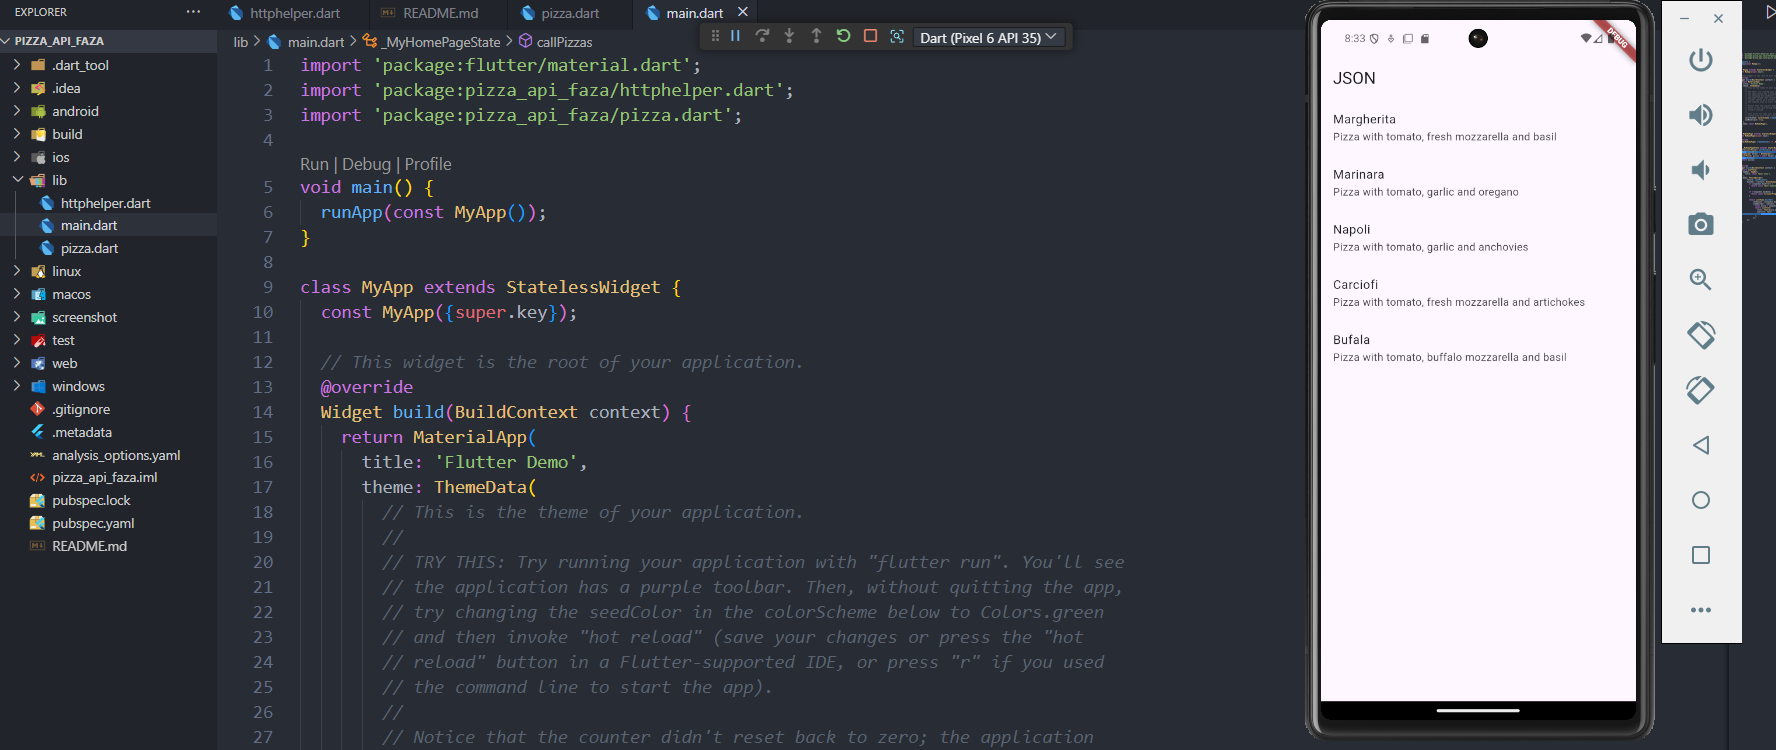 EXPLORER
PIZZA_API_FAZA
.dart_tool
.idea
android
build
ios
lib
httphelper.dart
main.dart
pizza.dart
linux
macos
screenshot
test
web
windows
.gitignore
.metadata
analysis_options.yaml
pizza_api_faza.iml
pubspec.lock
pubspec.yaml
README.md
httphelper.dart
README.md
pizza.dart
main.dart
lib > main.dart > _MyHomePageState > callPizzas
Dart (Pixel 6 API 35)
1 import 'package:flutter/material.dart';
2 import 'package:pizza_api_faza/httphelper.dart';
3 import 'package:pizza_api_faza/pizza.dart';
4
Run | Debug | Profile
5 void main() {
6 runApp(const MyApp());
7 }
8
9 class MyApp extends StatelessWidget {
10 const MyApp({super.key});
11
12 // This widget is the root of your application.
13 @override
14 Widget build(BuildContext context) {
15 return MaterialApp(
16 title: 'Flutter Demo',
17 theme: ThemeData(
18 // This is the theme of your application.
19 //
20 // TRY THIS: Try running your application with "flutter run". You'll see
21 // the application has a purple toolbar. Then, without quitting the app,
22 // try changing the seedColor in the colorScheme below to Colors.green
23 // and then invoke "hot reload" (save your changes or press the "hot
24 // reload" button in a Flutter-supported IDE, or press "r" if you used
25 // the command line to start the app).
26 //
27 // Notice that the counter didn't reset back to zero; the application
8:33
DEBUG
JSON
Margherita
Pizza with tomato, fresh mozzarella and basil
Marinara
Pizza with tomato, garlic and oregano
Napoli
Pizza with tomato, garlic and anchovies
Carciofi
Pizza with tomato, fresh mozzarella and artichokes
Bufala
Pizza with tomato, buffalo mozzarella and basil